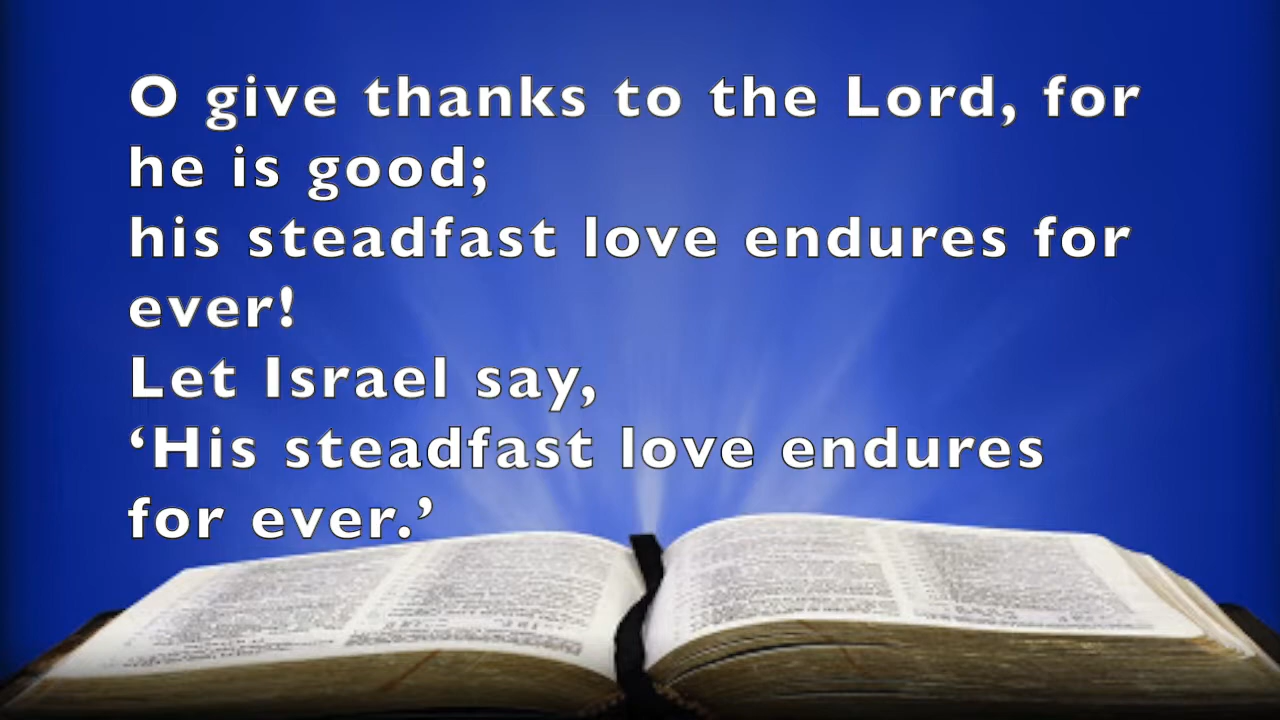 O give thanks to the Lord, for
he is good;
his steadfast love endures for
ever!
Let Israel say,
‘His steadfast love endures
for ever.’